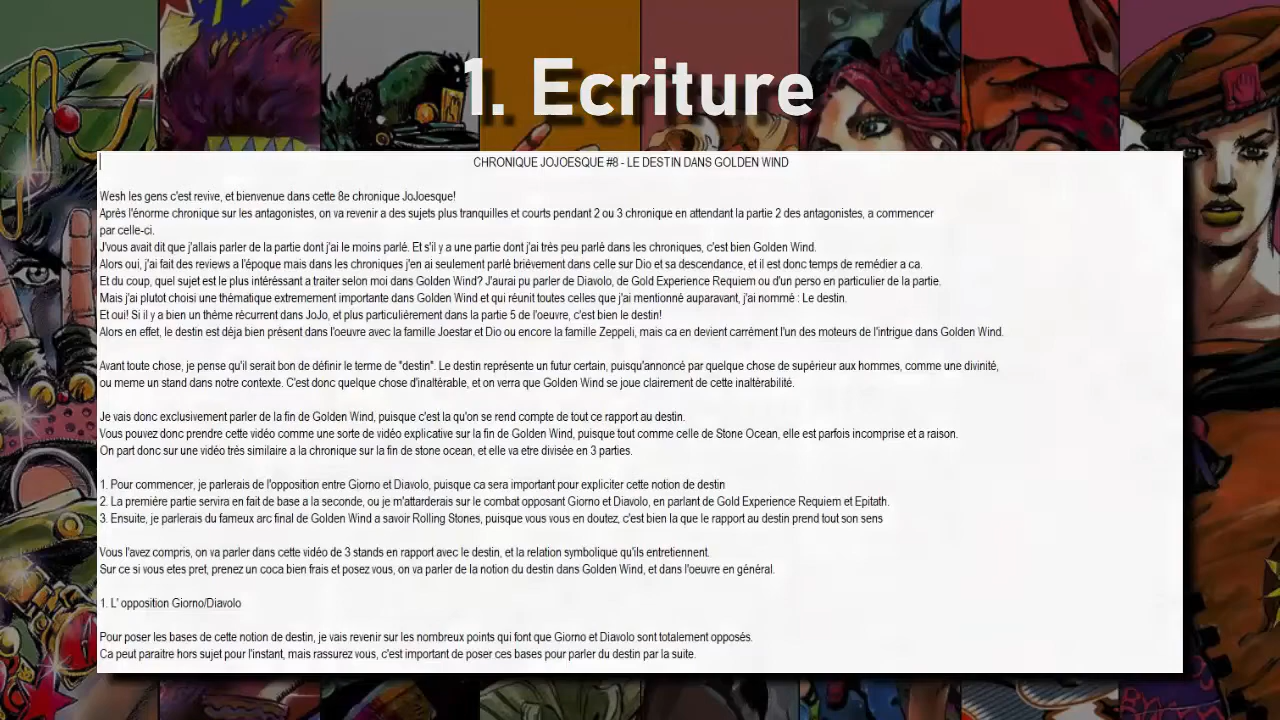 1. Ecriture
CHRONIQUE JOJOESQUE #8 - LE DESTIN DANS GOLDEN WIND
Wesh les gens c'est revive, et bienvenue dans cette 8e chronique JoJoesque!
Après l'énorme chronique sur les antagonistes, on va revenir a des sujets plus tranquilles et courts pendant 2 ou 3 chronique en attendant la partie 2 des antagonistes, a commencer
par celle-ci.
J'vous avait dit que j'allais parler de la partie dont j'ai le moins parlé. Et s'il y a une partie dont j'ai très peu parlé dans les chroniques, c'est bien Golden Wind.
Alors oui, j'ai fait des reviews a l'époque mais dans les chroniques j'en ai seulement parlé brièvement dans celle sur Dio et sa descendance, et il est donc temps de remédier a ca.
Et du coup, quel sujet est le plus intéréssant a traiter selon moi dans Golden Wind? J'aurai pu parler de Diavolo, de Gold Experience Requiem ou d'un perso en particulier de la partie.
Mais j'ai plutot choisi une thématique extremement importante dans Golden Wind et qui réunit toutes celles que j'ai mentionné auparavant, j'ai nommé : Le destin.
Et oui! Si il y a bien un thème récurrent dans JoJo, et plus particulièrement dans la partie 5 de l'oeuvre, c'est bien le destin!
Alors en effet, le destin est déja bien présent dans l'oeuvre avec la famille Joestar et Dio ou encore la famille Zeppeli, mais ca en devient carrément l'un des moteurs de l'intrigue dans Golden Wind.
Avant toute chose, je pense qu'il serait bon de définir le terme de "destin". Le destin représente un futur certain, puisqu'annoncé par quelque chose de supérieur aux hommes, comme une divinité,
ou meme un stand dans notre contexte. C'est donc quelque chose d'inaltérable, et on verra que Golden Wind se joue clairement de cette inaltérabilité.
Je vais donc exclusivement parler de la fin de Golden Wind, puisque c'est la qu'on se rend compte de tout ce rapport au destin.
Vous pouvez donc prendre cette vidéo comme une sorte de vidéo explicative sur la fin de Golden Wind, puisque tout comme celle de Stone Ocean, elle est parfois incomprise et a raison.
On part donc sur une vidéo trés similaire a la chronique sur la fin de stone ocean, et elle va etre divisée en 3 parties.
1. Pour commencer, je parlerais de l'opposition entre Giorno et Diavolo, puisque ca sera important pour expliciter cette notion de destin
2. La première partie servira en fait de base a la seconde, ou je m'attarderais sur le combat opposant Giorno et Diavolo, en parlant de Gold Experience Requiem et Epitath.
3. Ensuite, je parlerais du fameux arc final de Golden Wind a savoir Rolling Stones, puisque vous vous en doutez, c'est bien la que le rapport au destin prend tout son sens
Vous l'avez compris, on va parler dans cette vidéo de 3 stands en rapport avec le destin, et la relation symbolique qu'ils entretiennent.
Sur ce si vous etes pret, prenez un coca bien frais et posez vous, on va parler de la notion du destin dans Golden Wind, et dans l'oeuvre en général.
1. L' opposition Giorno/Diavolo
Pour poser les bases de cette notion de destin, je vais revenir sur les nombreux points qui font que Giorno et Diavolo sont totalement opposés.
Ca peut paraitre hors sujet pour l'instant, mais rassurez vous, c'est important de poser ces bases pour parler du destin par la suite.